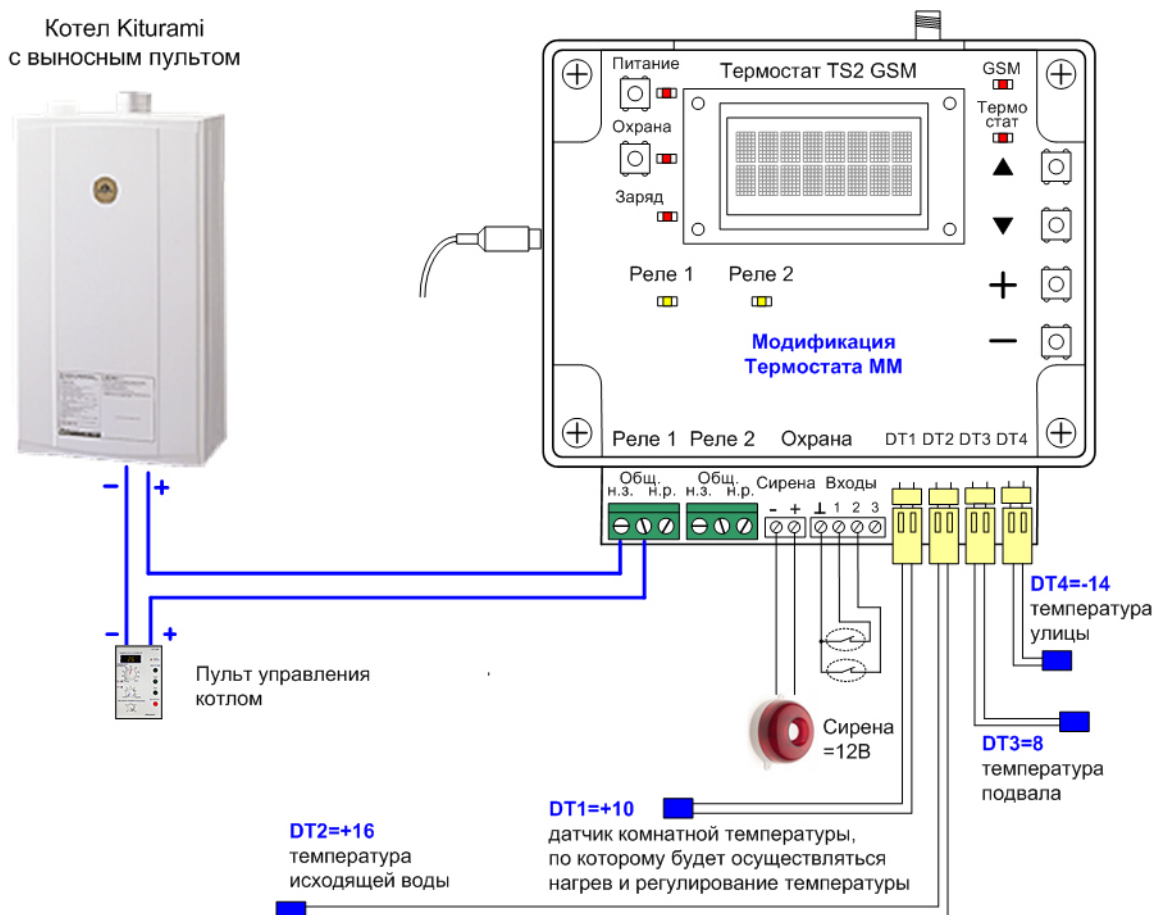 Котел Kiturami
с выносным пультом
Питание
Термостат TS2 GSM
GSM
Охрана
Термо
стат
Заряд
Реле 1 Реле 2
Модификация
Термостата ММ
Реле 1 Реле 2 Охрана DT1 DT2 DT3 DT4
Общ. Общ. Сирена Входы
н.з. н.р. н.з. н.р.
- + ⊥ 1 2 3
- +
- +
Пульт управления
котлом
Сирена
=12В
DT4=-14
температура
улицы
DT3=8
температура
подвала
DT1=+10
датчик комнатной температуры,
по которому будет осуществляться
нагрев и регулирование температуры
DT2=+16
температура
исходящей воды